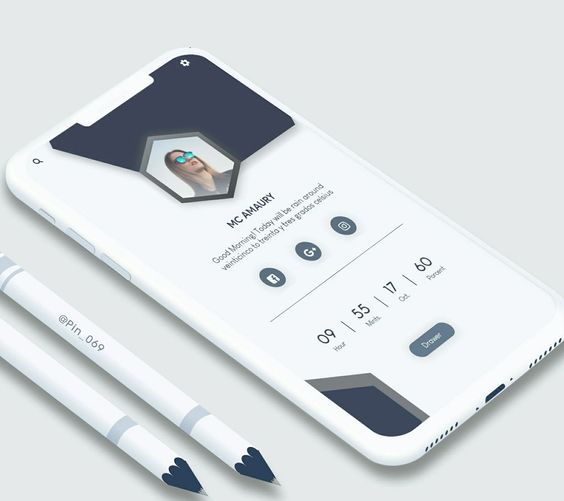 MC AMAURY
Good Morning! Today will be rain around
veinticinco to treinta y tres grados celsius
G+
09 | 55 | 17 | 60
Hour Mints. Oct. Percent
Drawer
@Pin_069